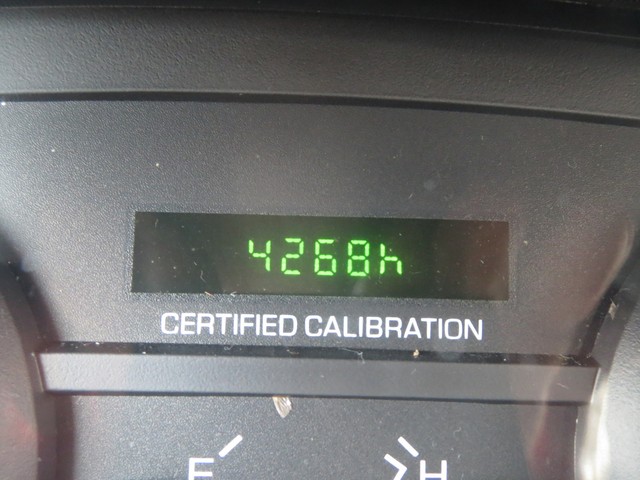 4268h
CERTIFIED CALIBRATION
E H